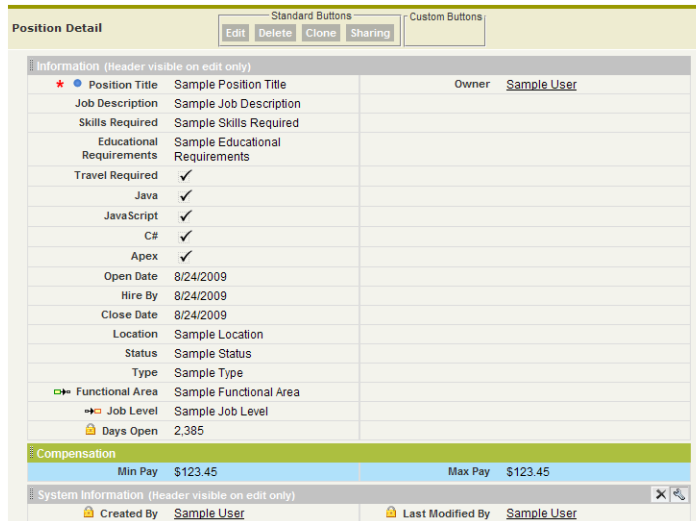 Position Detail
Standard Buttons
Edit Delete Clone Sharing
Custom Buttons
Information (Header visible on edit only)
* Position Title Sample Position Title Owner Sample User
Job Description Sample Job Description
Skills Required Sample Skills Required
Educational Requirements Sample Educational Requirements
Travel Required ✓
Java ✓
JavaScript ✓
C# ✓
Apex ✓
Open Date 8/24/2009
Hire By 8/24/2009
Close Date 8/24/2009
Location Sample Location
Status Sample Status
Type Sample Type
Functional Area Sample Functional Area
Job Level Sample Job Level
Days Open 2,385
Compensation
Min Pay $123.45 Max Pay $123.45
System Information (Header visible on edit only)
Created By Sample User Last Modified By Sample User